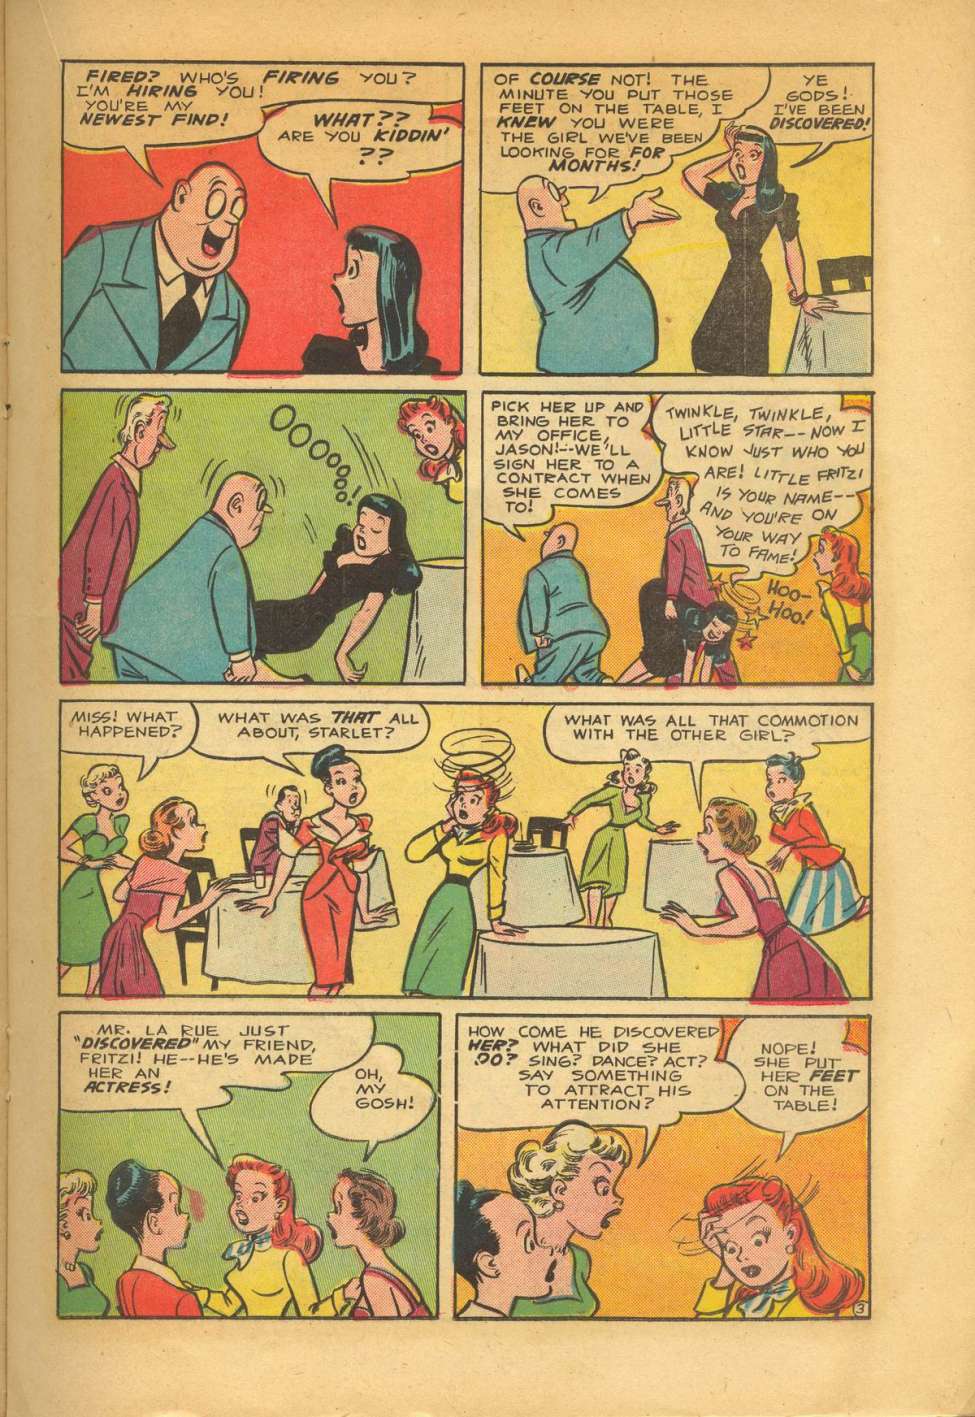 FIRED? WHO'S FIRING YOU?
I'M HIRING YOU!
YOU'RE MY
NEWEST FIND!
WHAT??
ARE YOU KIDDIN'
??
OF COURSE NOT! THE
MINUTE YOU PUT THOSE
FEET ON THE TABLE, I
KNEW YOU WERE
THE GIRL WE'VE BEEN
LOOKING FOR FOR
MONTHS!
YE
GODS!
I'VE BEEN
DISCOVERED!
OOOOOOOO!
PICK HER UP AND
BRING HER TO
MY OFFICE,
JASON!--WE'LL
SIGN HER TO A
CONTRACT WHEN
SHE COMES
TO!
TWINKLE, TWINKLE,
LITTLE STAR--NOW I
KNOW JUST WHO YOU
ARE! LITTLE FRITZI
IS YOUR NAME--
AND YOU'RE ON
YOUR WAY
TO FAME!
HOO-
HOO!
MISS! WHAT
HAPPENED?
WHAT WAS THAT ALL
ABOUT, STARLET?
WHAT WAS ALL THAT COMMOTION
WITH THE OTHER GIRL?
MR. LA RUE JUST
"DISCOVERED" MY FRIEND,
FRITZI! HE--HE'S MADE
HER AN
ACTRESS!
OH,
MY
GOSH!
HOW COME HE DISCOVERED
HER? WHAT DID SHE
DO? SING? DANCE? ACT?
SAY SOMETHING
TO ATTRACT HIS
ATTENTION?
NOPE!
SHE PUT
HER FEET
ON THE
TABLE!
3